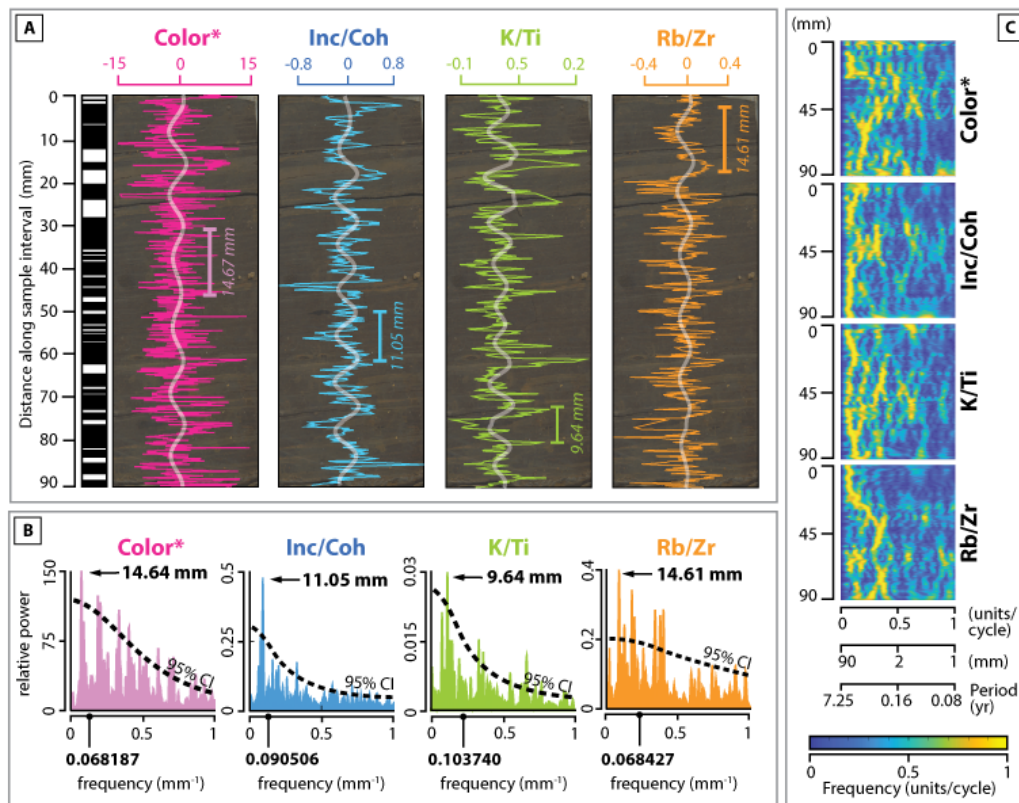 A
Color*
Inc/Coh
K/Ti
Rb/Zr
-15 0 15
-0.8 0 0.8
-0.1 0.5 0.2
-0.4 0 0.4
Distance along sample interval (mm)
0
10
20
30
40
50
60
70
80
90
14.67 mm
11.05 mm
9.64 mm
14.61 mm
B
Color*
Inc/Coh
K/Ti
Rb/Zr
relative power
150
75
0
14.64 mm
95% CI
0 0.5 1
0.068187
frequency (mm⁻¹)
0.5
0.25
0
11.05 mm
95% CI
0 0.5 1
0.090506
frequency (mm⁻¹)
0.03
0.015
0
9.64 mm
95% CI
0 0.5 1
0.103740
frequency (mm⁻¹)
0.4
0.2
0
14.61 mm
95% CI
0 0.5 1
0.068427
frequency (mm⁻¹)
C
(mm)
0
45
90
Color*
0
45
90
Inc/Coh
0
45
90
K/Ti
0
45
90
Rb/Zr
0 0.5 1 (units/
cycle)
90 2 1 (mm)
7.25 0.16 0.08 Period
(yr)
0 0.5 1
Frequency (units/cycle)